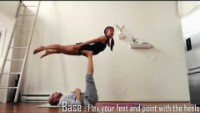 Base : Flex your feet and point with the heels